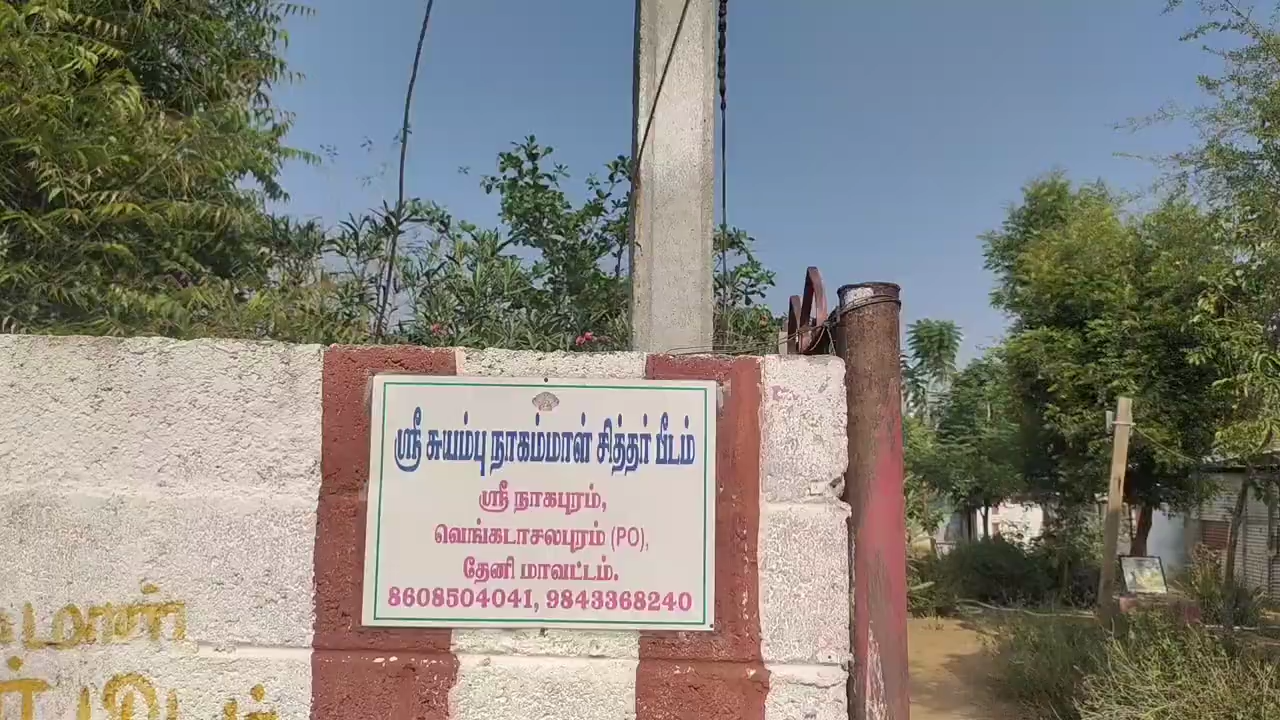 ஸ்ரீ சுயம்பு நாகம்மாள் சித்தர் பீடம்
ஸ்ரீ நாகபுரம்,
வெங்கடாசலபுரம் (PO),
தேனி மாவட்டம்.
8608504041, 9843368240